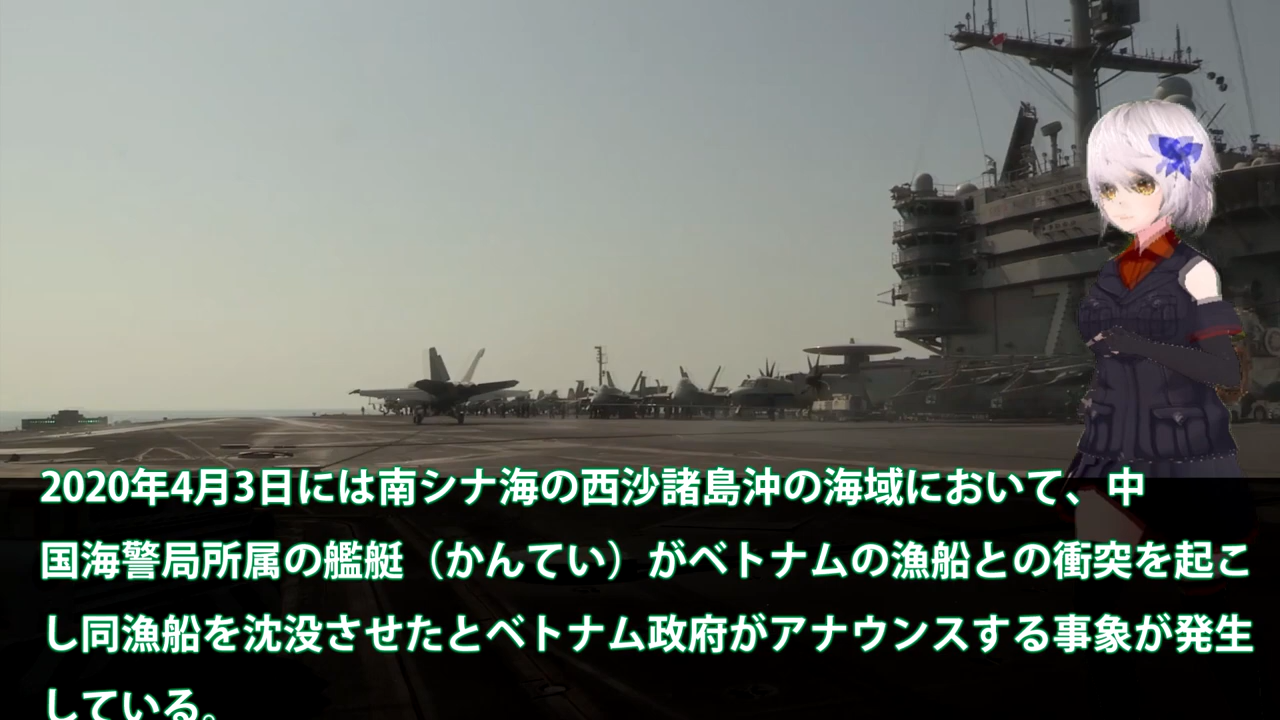 2020年4月3日には南シナ海の西沙諸島沖の海域において、中
国海警局所属の艦艇（かんてい）がベトナムの漁船との衝突を起こ
し同漁船を沈没させたとベトナム政府がアナウンスする事象が発生
している。